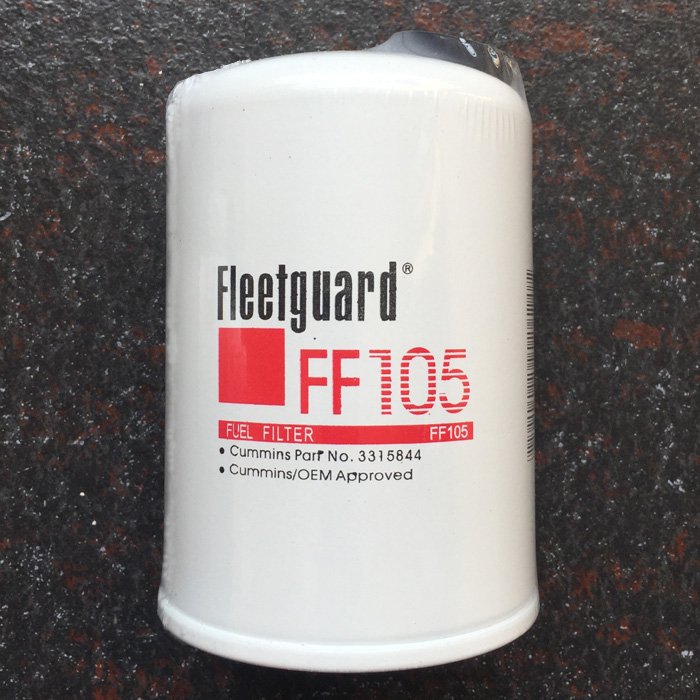 Fleetguard®
FF105
FUEL FILTER FF105
• Cummins Part No. 3315844
• Cummins/OEM Approved